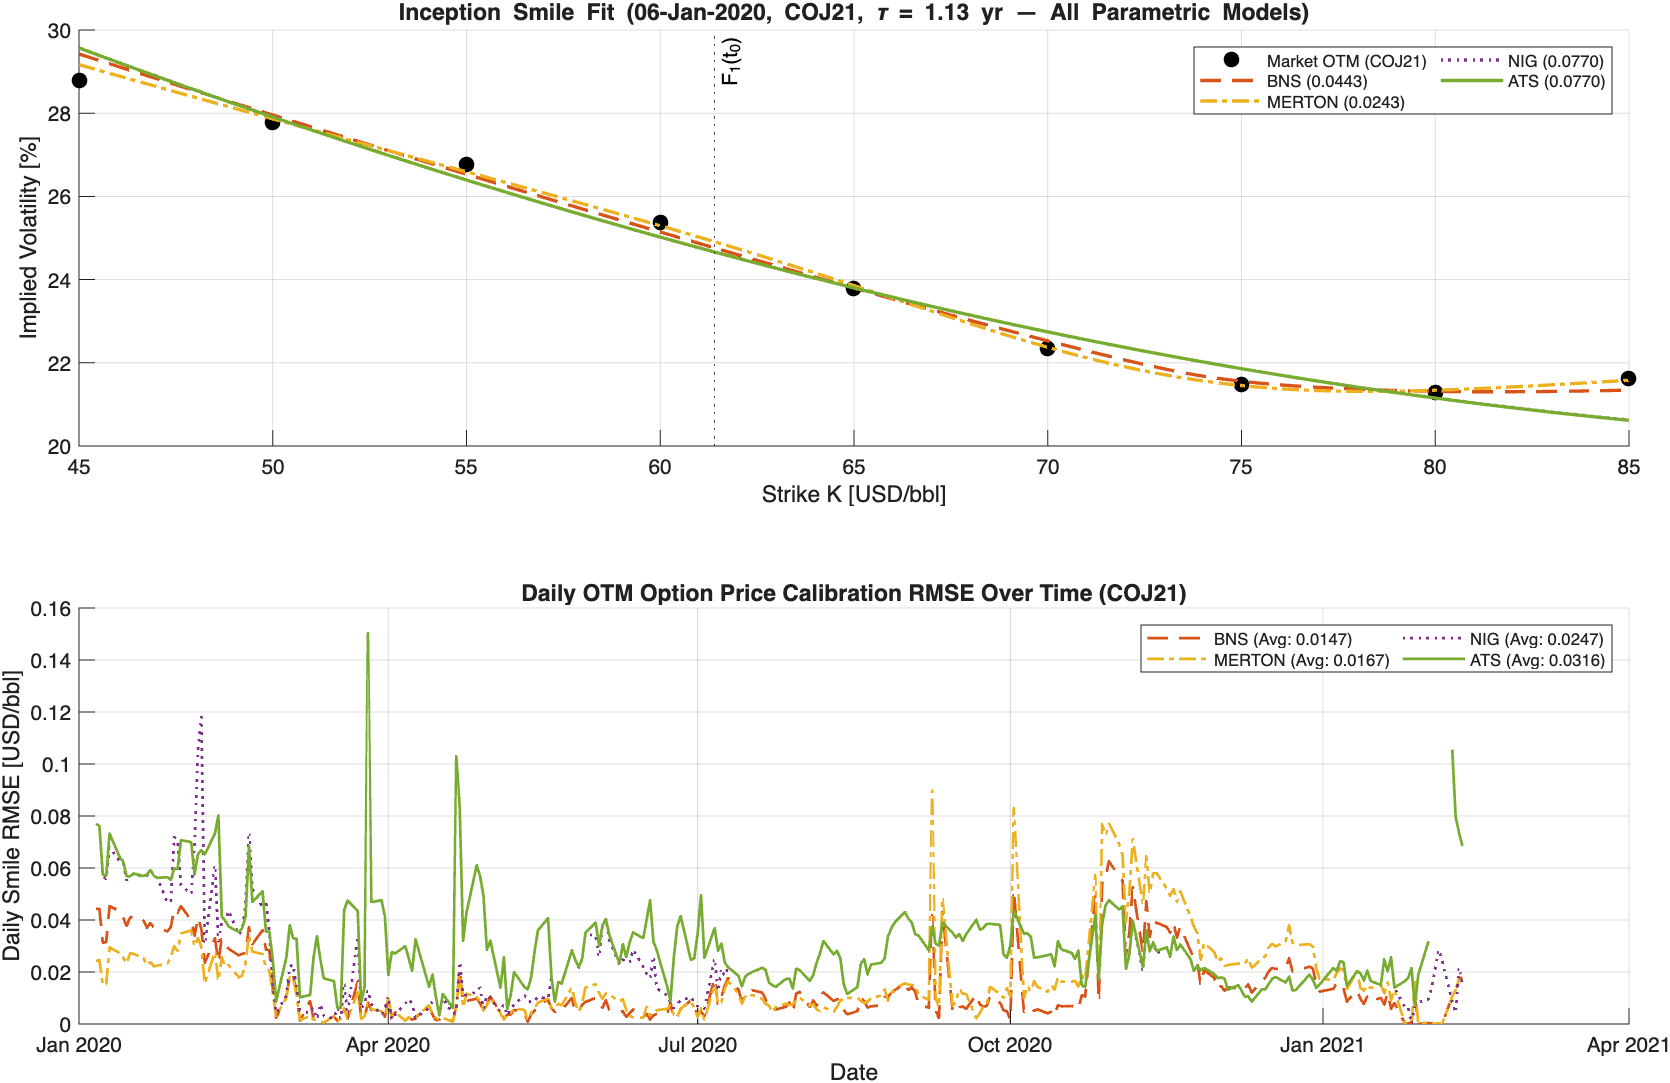 Inception Smile Fit (06-Jan-2020, COJ21, τ = 1.13 yr — All Parametric Models)
30
28
26
24
22
20
Implied Volatility [%]
F₁(t₀)
Market OTM (COJ21)
BNS (0.0443)
MERTON (0.0243)
NIG (0.0770)
ATS (0.0770)
45 50 55 60 65 70 75 80 85
Strike K [USD/bbl]
Daily OTM Option Price Calibration RMSE Over Time (COJ21)
0.16
0.14
0.12
0.1
0.08
0.06
0.04
0.02
0
Daily Smile RMSE [USD/bbl]
BNS (Avg: 0.0147)
MERTON (Avg: 0.0167)
NIG (Avg: 0.0247)
ATS (Avg: 0.0316)
Jan 2020 Apr 2020 Jul 2020 Oct 2020 Jan 2021 Apr 2021
Date